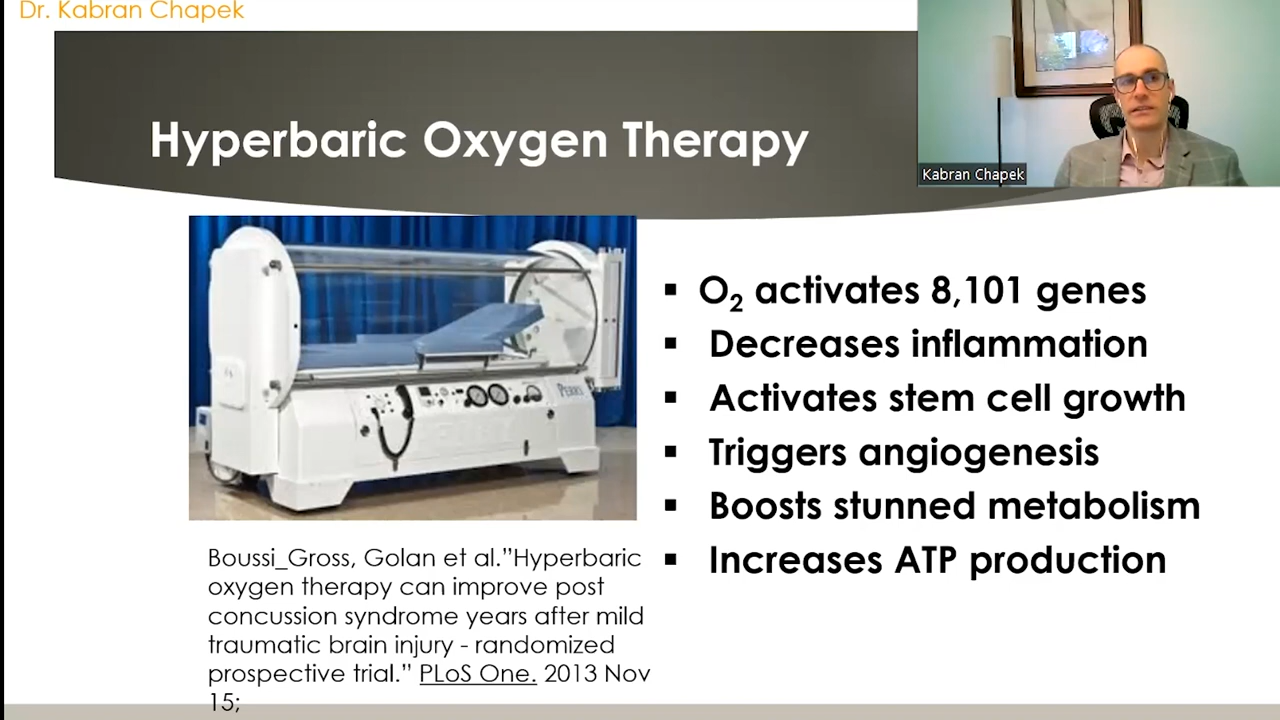 Dr. Kabran Chapek
Hyperbaric Oxygen Therapy
Kabran Chapek
PERRY
▪ O₂ activates 8,101 genes
▪ Decreases inflammation
▪ Activates stem cell growth
▪ Triggers angiogenesis
▪ Boosts stunned metabolism
▪ Increases ATP production
Boussi_Gross, Golan et al.”Hyperbaric
oxygen therapy can improve post
concussion syndrome years after mild
traumatic brain injury - randomized
prospective trial.” PLoS One. 2013 Nov
15;